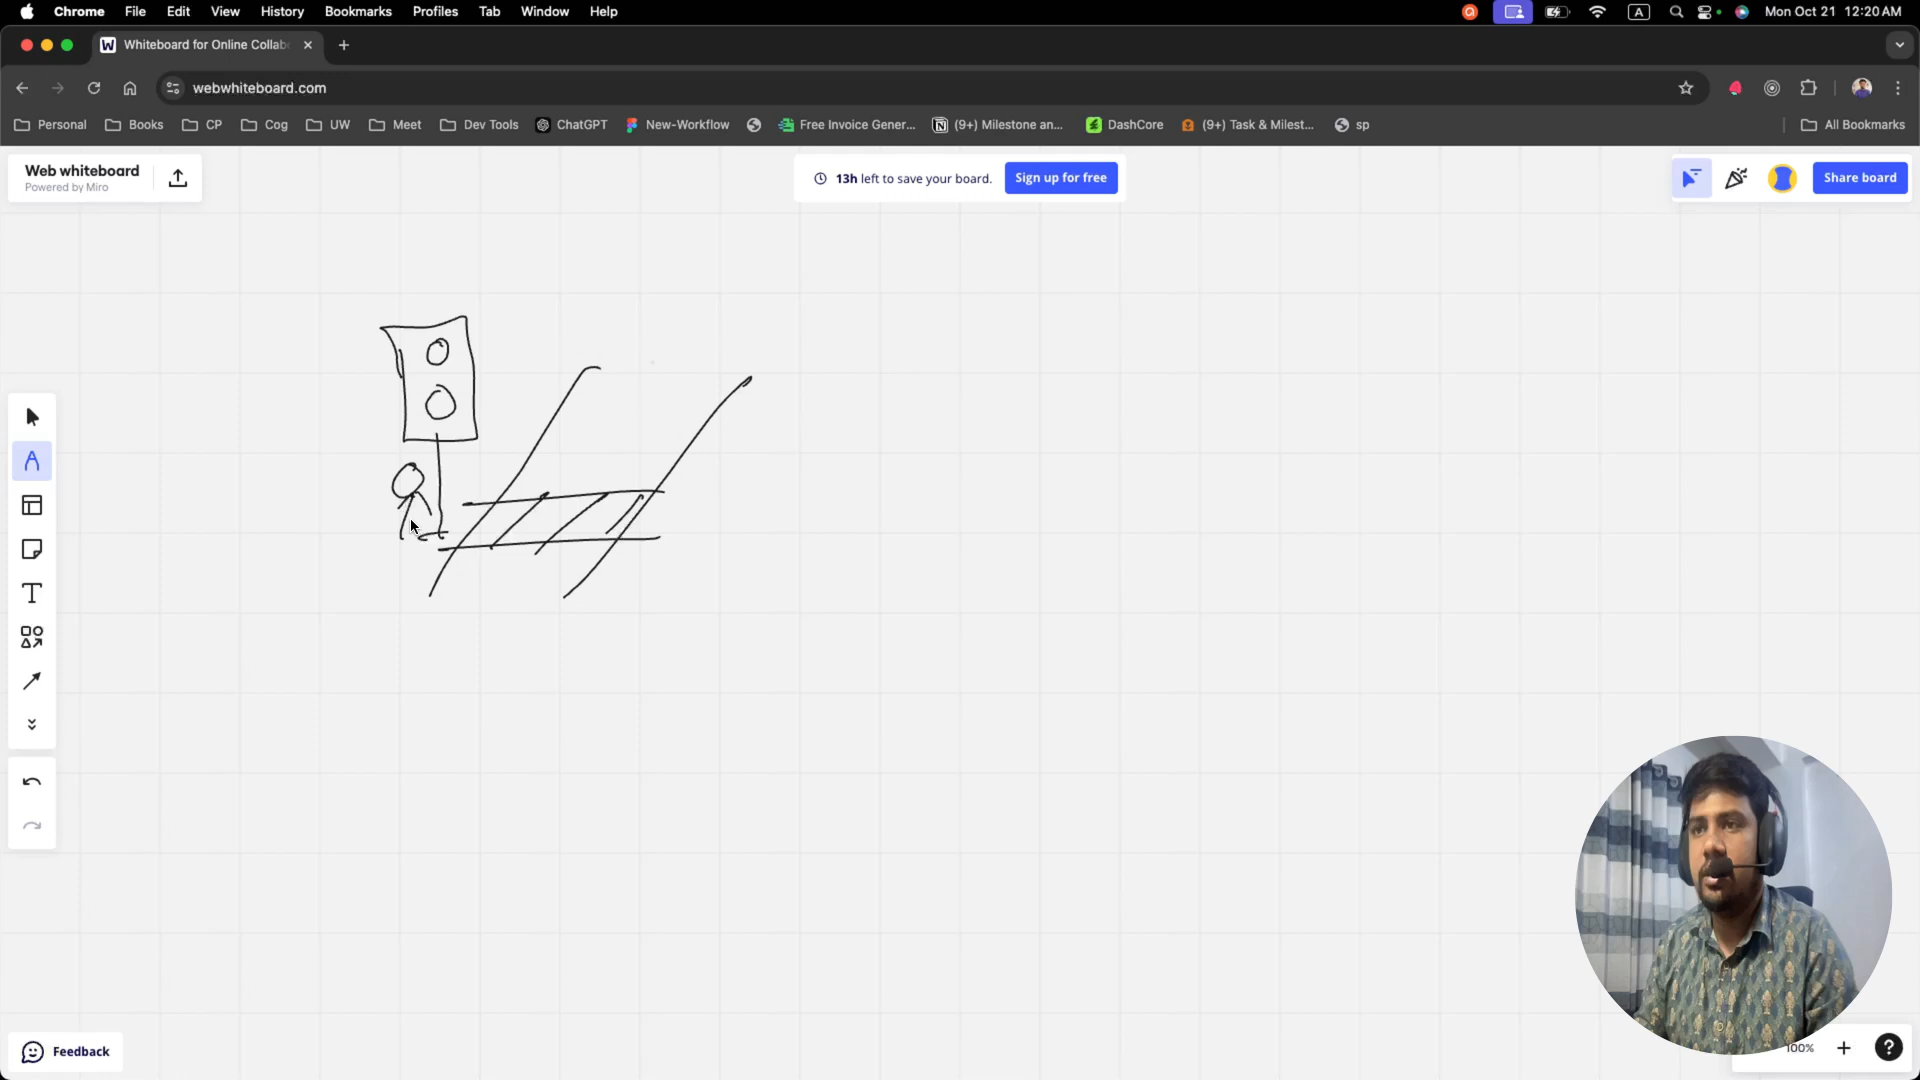 Chrome File Edit View History Bookmarks Profiles Tab Window Help
A Mon Oct 21 12:20 AM
W Whiteboard for Online Collab
webwhiteboard.com
Personal Books CP Cog UW Meet Dev Tools ChatGPT New-Workflow Free Invoice Gener... (9+) Milestone an... DashCore (9+) Task & Milest... sp All Bookmarks
Web whiteboard
Powered by Miro
13h left to save your board. Sign up for free
Share board
Feedback
100%